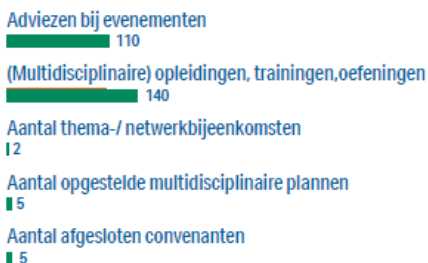 Adviezen bij evenementen
110
(Multidisciplinaire) opleidingen, trainingen,oefeningen
140
Aantal thema-/ netwerkbijeenkomsten
2
Aantal opgestelde multidisciplinaire plannen
5
Aantal afgesloten convenanten
5